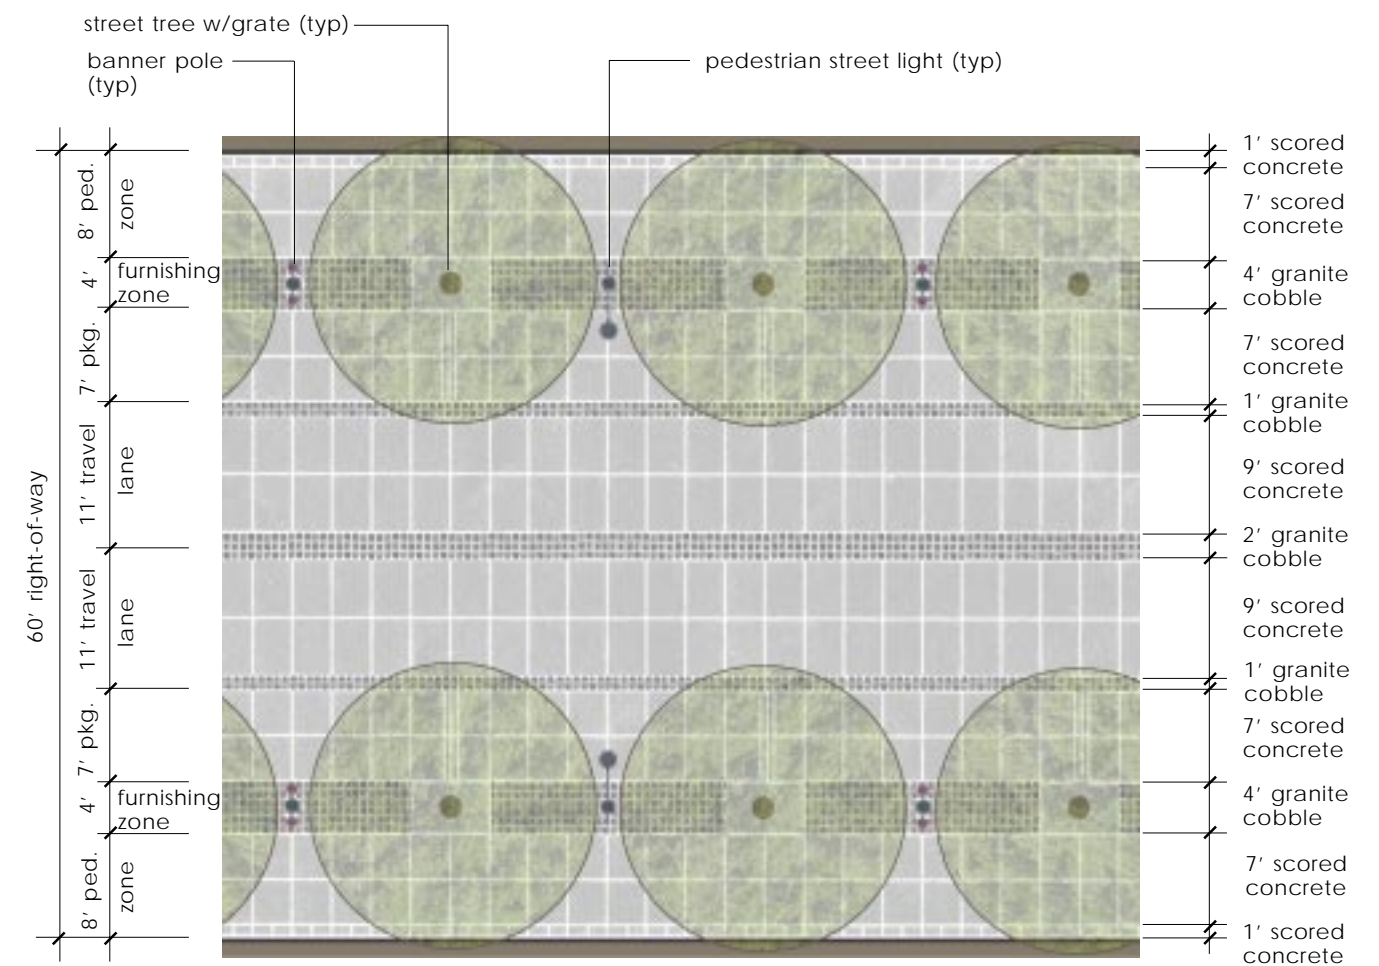 street tree w/grate (typ)
banner pole
(typ)
pedestrian street light (typ)
60' right-of-way
8' ped.
zone
4'
furnishing
zone
7' pkg.
11' travel
lane
11' travel
lane
7' pkg.
4'
furnishing
zone
8' ped.
zone
1' scored
concrete
7' scored
concrete
4' granite
cobble
7' scored
concrete
1' granite
cobble
9' scored
concrete
2' granite
cobble
9' scored
concrete
1' granite
cobble
7' scored
concrete
4' granite
cobble
7' scored
concrete
1' scored
concrete